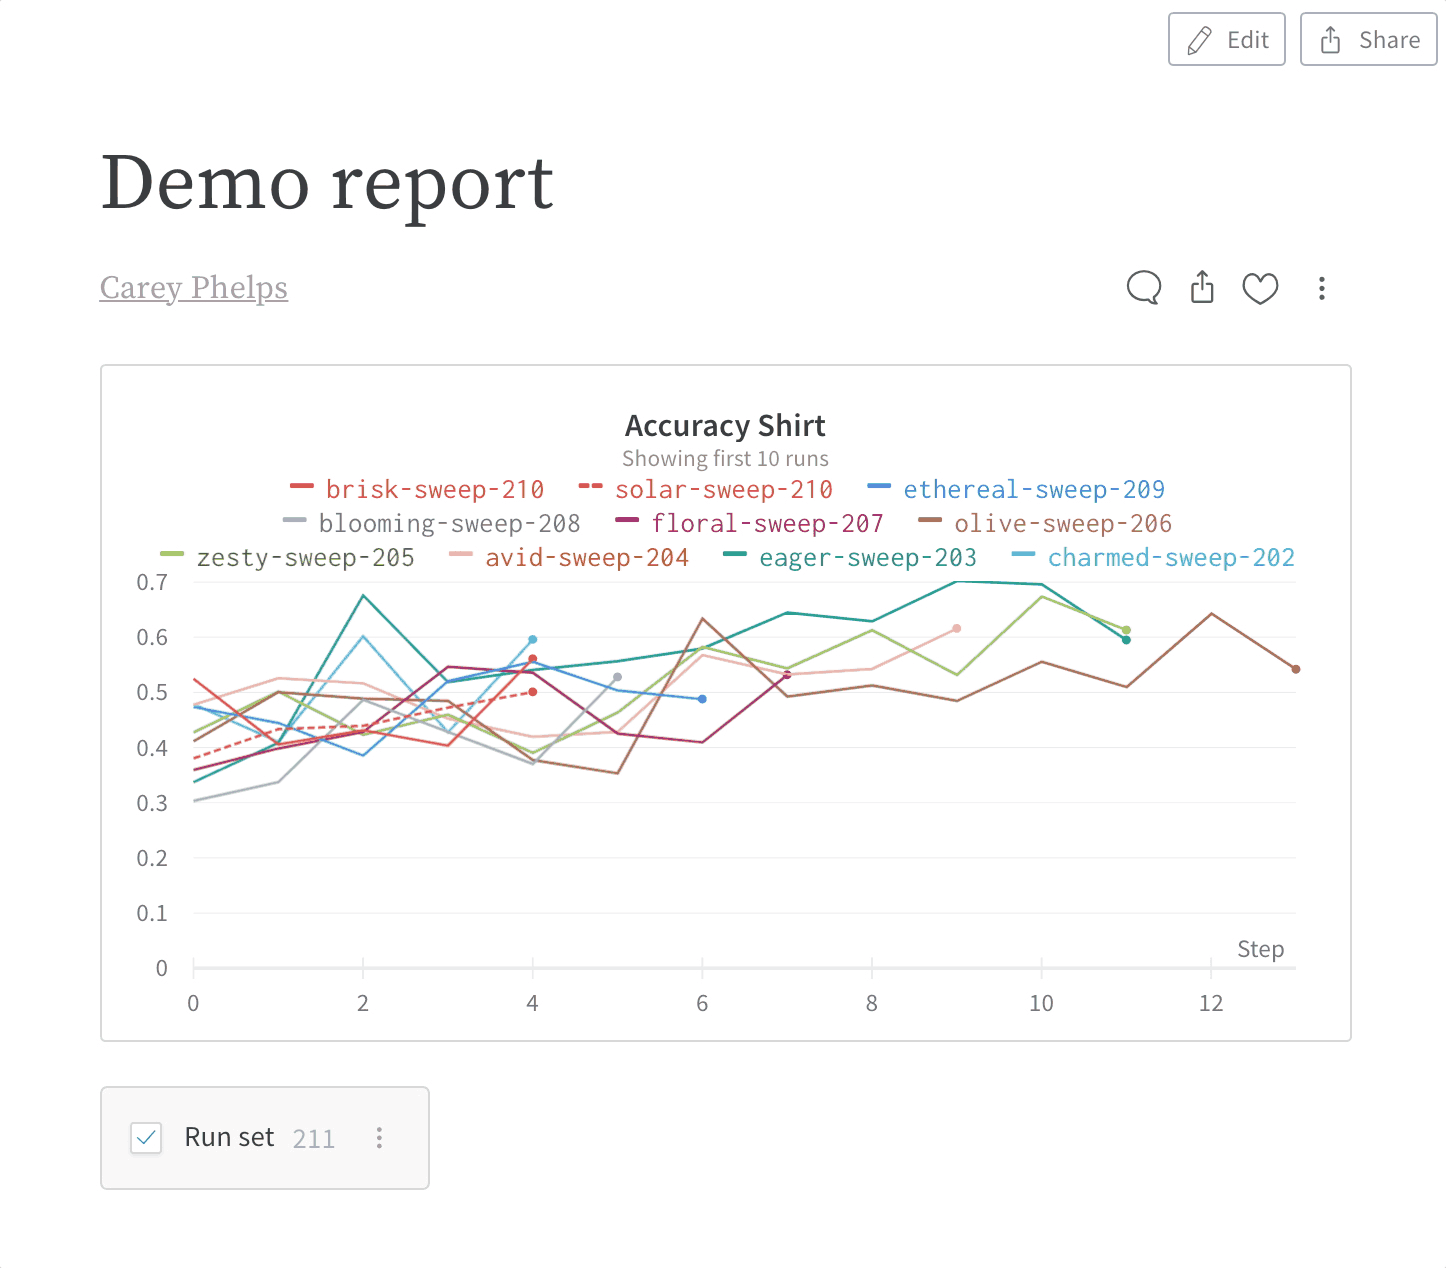 Edit Share
Demo report
Carey Phelps
Accuracy Shirt
Showing first 10 runs
brisk-sweep-210 solar-sweep-210 ethereal-sweep-209
blooming-sweep-208 floral-sweep-207 olive-sweep-206
zesty-sweep-205 avid-sweep-204 eager-sweep-203 charmed-sweep-202
0.7
0.6
0.5
0.4
0.3
0.2
0.1
Step
0
0 2 4 6 8 10 12
Run set 211